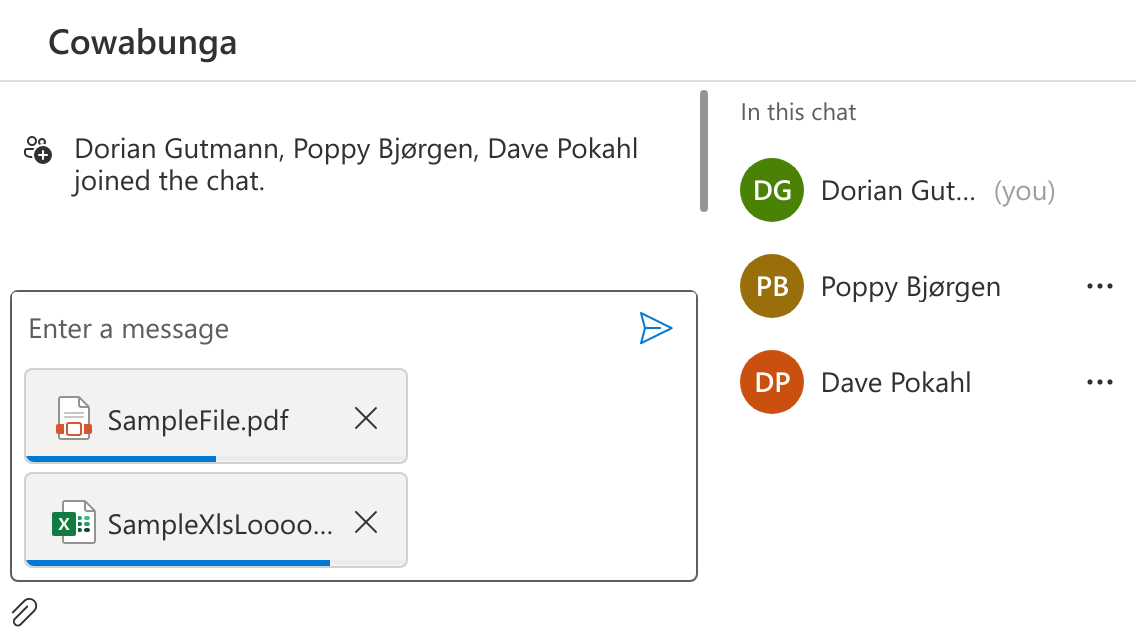 Cowabunga
Dorian Gutmann, Poppy Bjørgen, Dave Pokahl
joined the chat.
Enter a message
SampleFile.pdf
X
SampleXlsLoooo...
In this chat
DG
Dorian Gut... (you)
PB
Poppy Bjørgen
DP
Dave Pokahl